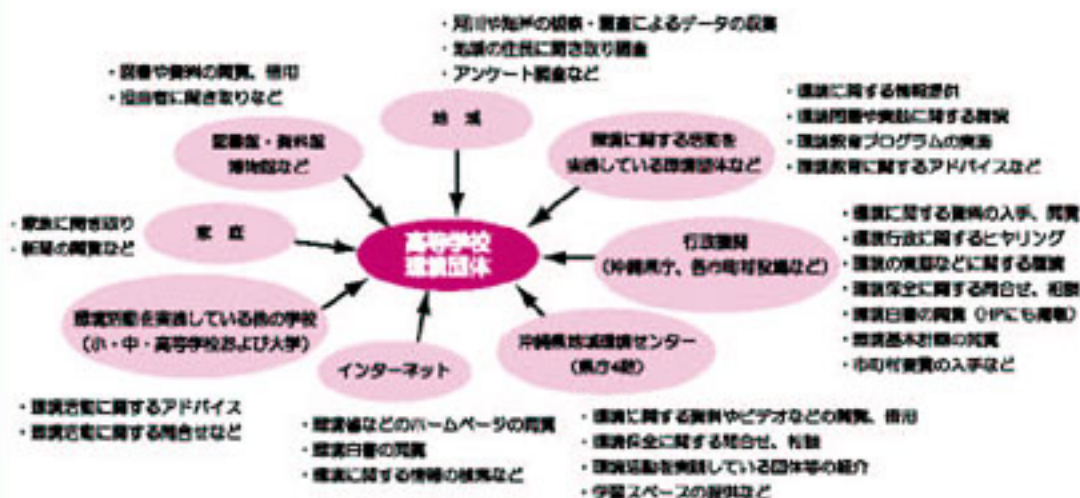 ・河川や海岸の観察・調査によるデータの収集
・地域の住民に聞き取り調査
・アンケート調査など
・図書や資料の閲覧、借用
・担当者に聞き取りなど
地 域
・環境に関する情報提供
・環境問題や実践に関する
・環境教育プログラムの実施
・環境教育に関するアドバイスなど
図書館・資料館
博物館など
環境に関する活動を
実践している環境団体など
・家族に聞き取り
・新聞の閲覧など
家 庭
高等学校
環境団体
行政機関
(沖縄県庁、各市町村役場など)
・環境に関する資料の入手、閲覧
・環境行政に関するヒヤリング
・環境の実態などに関する
・環境保全に関する問合せ、相談
・環境白書の閲覧(HPにも掲載)
・環境基本計画の閲覧
・市町村要覧の入手など
環境活動を実践している他の学校
(小・中・高等学校および大学)
インターネット
沖縄県地域環境センター
(県庁4階)
・環境活動に関するアドバイス
・環境活動に関する問合せなど
・環境省などのホームページの閲覧
・環境白書の閲覧
・環境に関する情報の検索など
・環境に関する資料やビデオなどの閲覧、借用
・環境保全に関する問合せ、相談
・環境活動を実践している団体等の紹介
・学習スペースの提供など